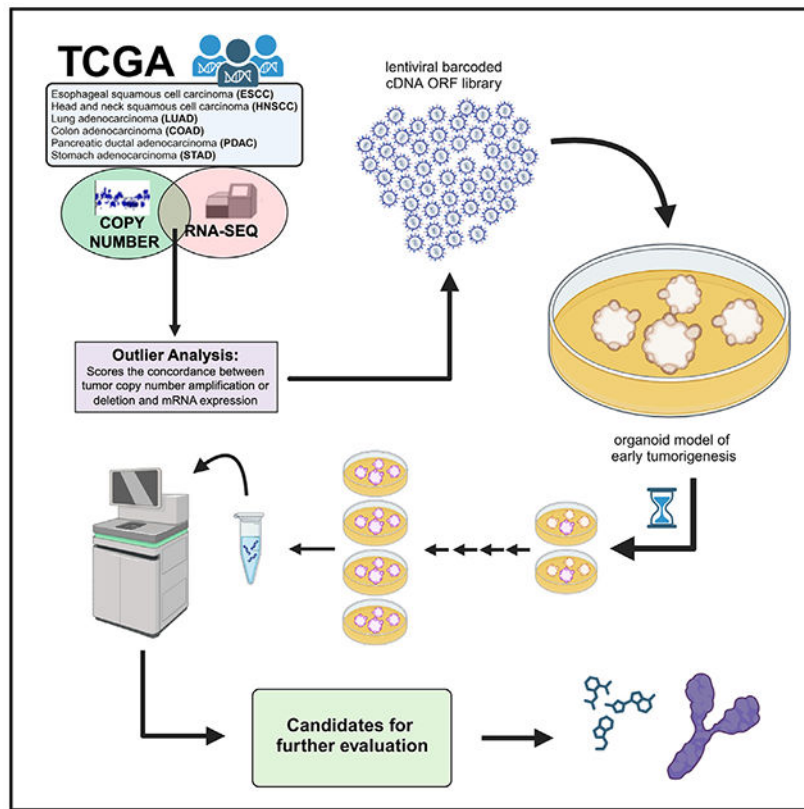 TCGA
Esophageal squamous cell carcinoma (ESCC)
Head and neck squamous cell carcinoma (HNSCC)
Lung adenocarcinoma (LUAD)
Colon adenocarcinoma (COAD)
Pancreatic ductal adenocarcinoma (PDAC)
Stomach adenocarcinoma (STAD)
COPY
NUMBER
RNA-SEQ
Outlier Analysis:
Scores the concordance between
tumor copy number amplification or
deletion and mRNA expression
lentiviral barcoded
cDNA ORF library
organoid model of
early tumorigenesis
Candidates for
further evaluation